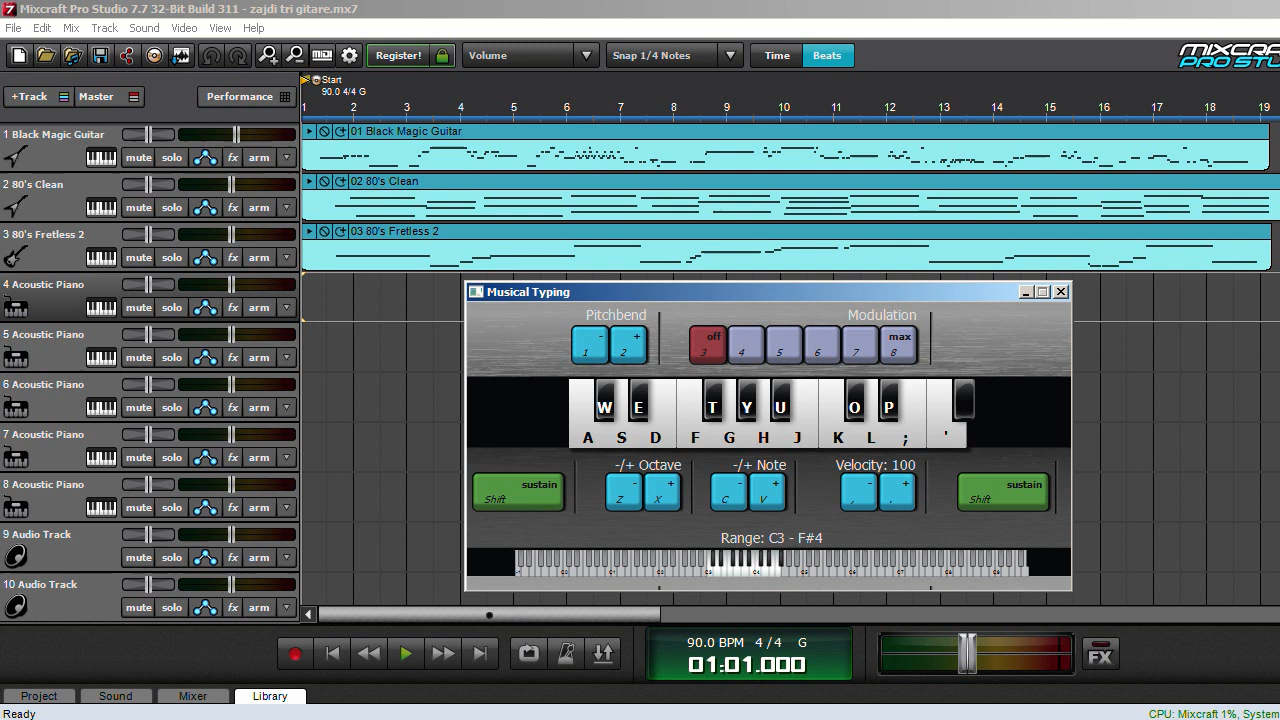 Mixcraft Pro Studio 7.7 32-Bit Build 311 - zajdi tri gitare.mx7
File Edit Mix Track Sound Video View Help
Register! Volume Snap 1/4 Notes Time Beats
+Track Master Performance
Start
90.0 4/4 G
1 2 3 4 5 6 7 8 9 10 11 12 13 14 15 16 17 18 19
1 Black Magic Guitar
mute solo fx arm
01 Black Magic Guitar
2 80's Clean
mute solo fx arm
02 80's Clean
3 80's Fretless 2
mute solo fx arm
03 80's Fretless 2
4 Acoustic Piano
mute solo fx arm
5 Acoustic Piano
mute solo fx arm
6 Acoustic Piano
mute solo fx arm
7 Acoustic Piano
mute solo fx arm
8 Acoustic Piano
mute solo fx arm
9 Audio Track
mute solo fx arm
10 Audio Track
mute solo fx arm
Musical Typing
Pitchbend Modulation
- + off max
1 2 3 4 5 6 7 8
W E T Y U O P
A S D F G H J K L ; '
-/+ Octave -/+ Note Velocity: 100
sustain - + - + - + sustain
Shift Z X C V , . Shift
Range: C3 - F#4
90.0 BPM 4/4 G
01:01.000
FX
Project Sound Mixer Library
Ready CPU: Mixcraft 1%, System